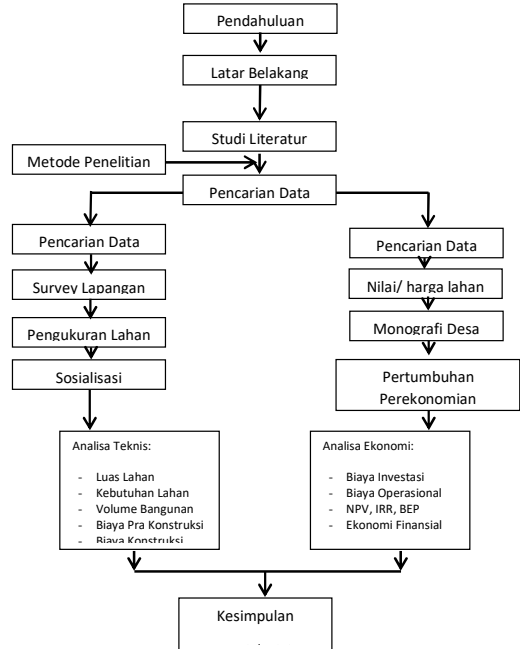 Pendahuluan
Latar Belakang
Studi Literatur
Metode Penelitian
Pencarian Data
Pencarian Data
Survey Lapangan
Pengukuran Lahan
Sosialisasi
Pencarian Data
Nilai/ harga lahan
Monografi Desa
Pertumbuhan
Perekonomian
Analisa Teknis:
- Luas Lahan
- Kebutuhan Lahan
- Volume Bangunan
- Biaya Pra Konstruksi
- Biaya Konstruksi
Analisa Ekonomi:
- Biaya Investasi
- Biaya Operasional
- NPV, IRR, BEP
- Ekonomi Finansial
Kesimpulan